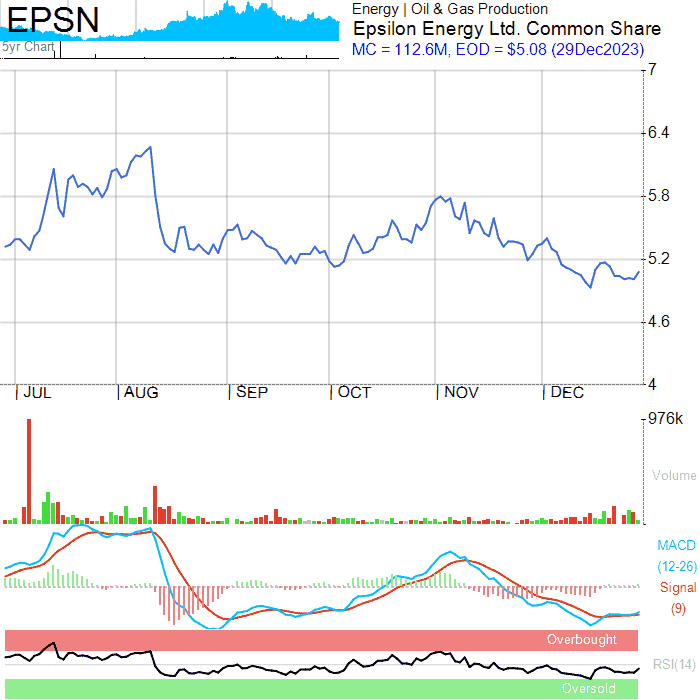 EPSN
5yr Chart
Energy | Oil & Gas Production
Epsilon Energy Ltd. Common Share
MC = 112.6M, EOD = $5.08 (29Dec2023)
7
6.4
5.8
5.2
4.6
4
JUL AUG SEP OCT NOV DEC
976k
Volume
MACD
(12-26)
Signal
(9)
Overbought
RSI(14)
Oversold